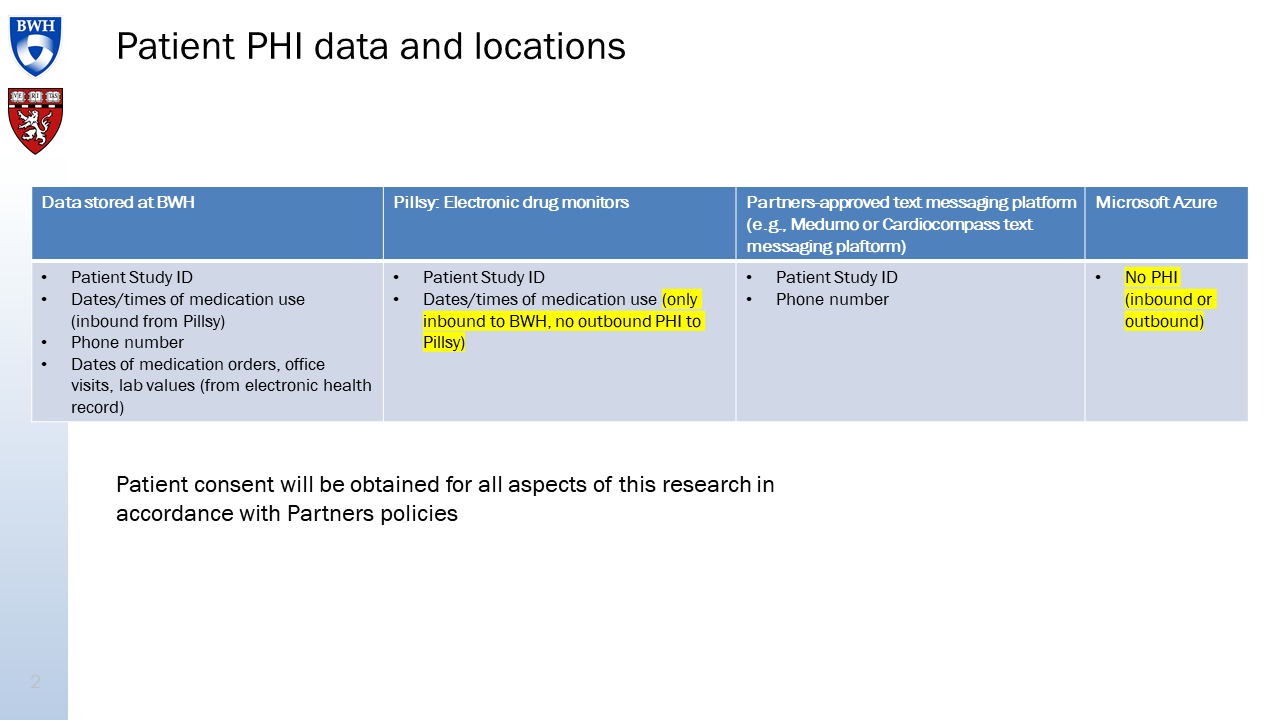 BWH
VE RI TAS
Patient PHI data and locations
Data stored at BWH
Pillsy: Electronic drug monitors
Partners-approved text messaging platform
(e.g., Medumo or Cardiocompass text
messaging plaftorm)
Microsoft Azure
• Patient Study ID
• Dates/times of medication use
(inbound from Pillsy)
• Phone number
• Dates of medication orders, office
visits, lab values (from electronic health
record)
• Patient Study ID
• Dates/times of medication use (only
inbound to BWH, no outbound PHI to
Pillsy)
• Patient Study ID
• Phone number
• No PHI
(inbound or
outbound)
Patient consent will be obtained for all aspects of this research in
accordance with Partners policies
2